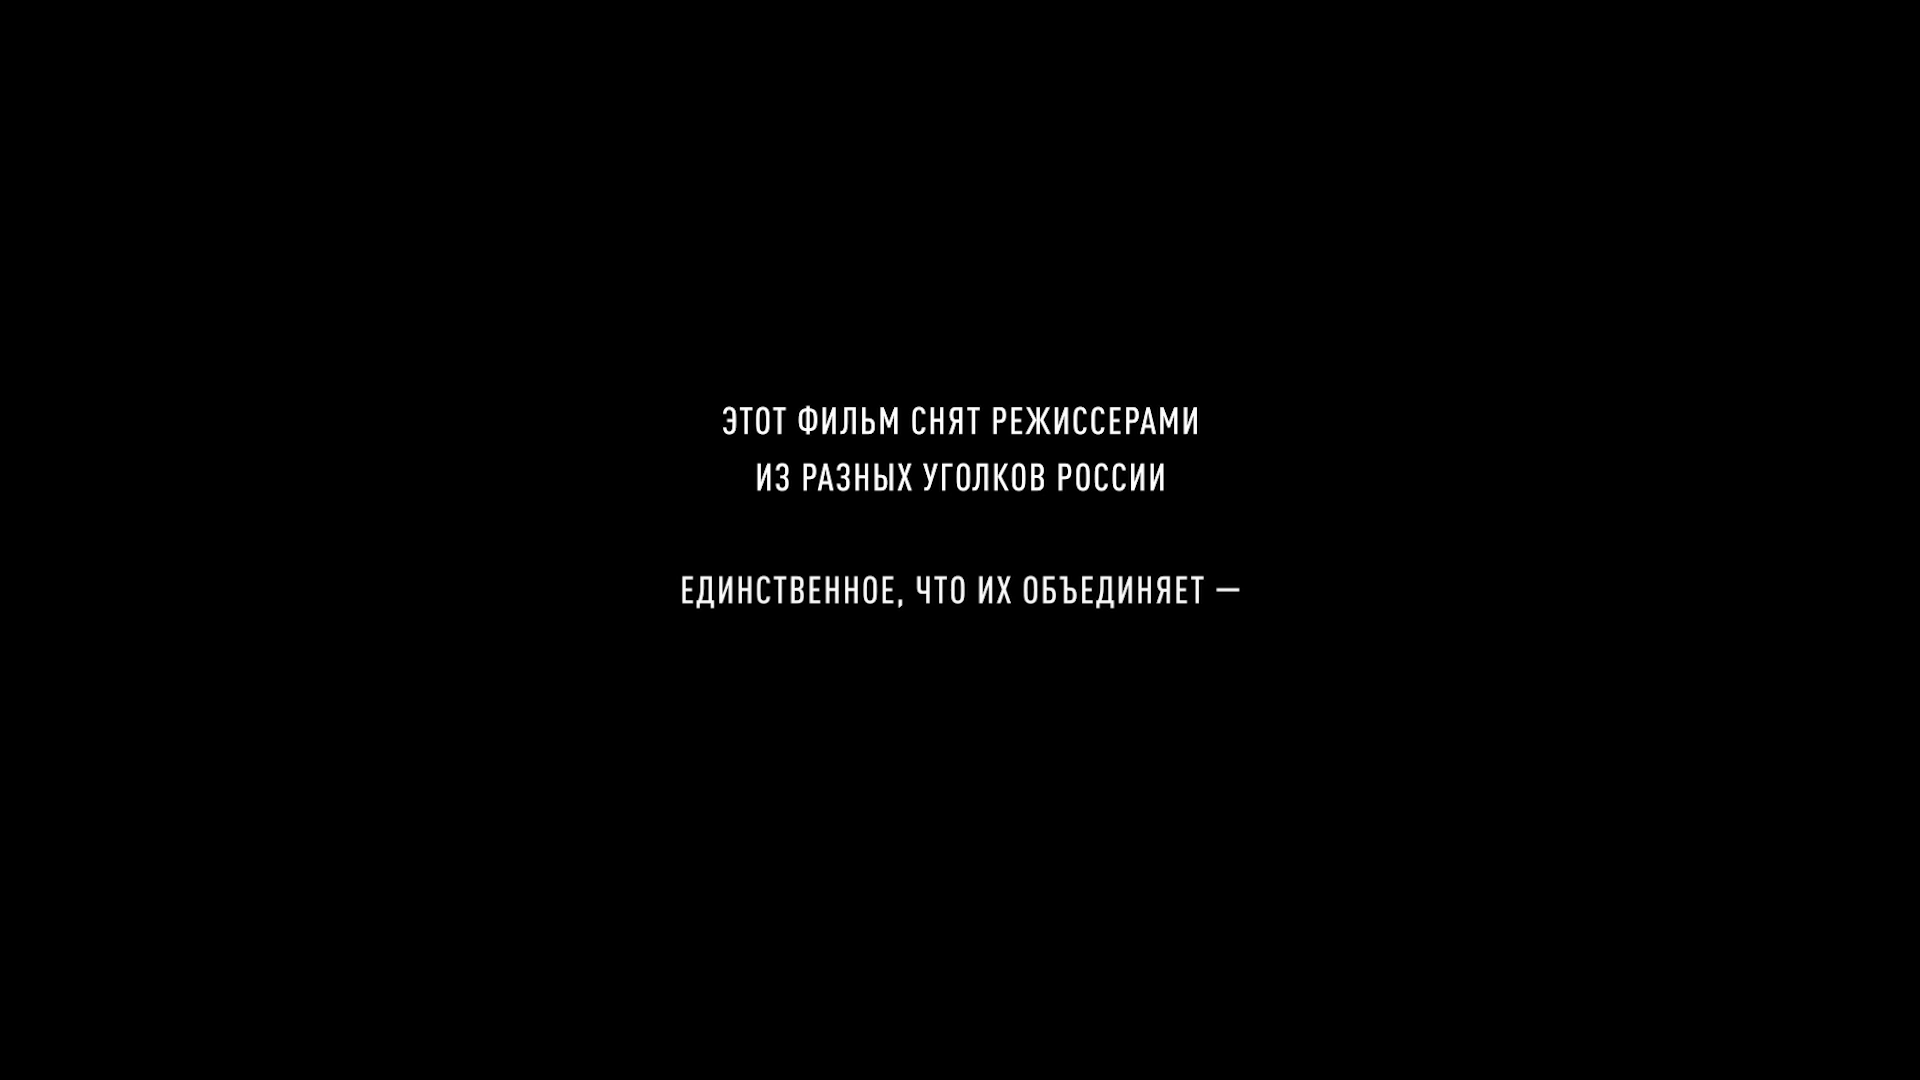 ЭТОТ ФИЛЬМ СНЯТ РЕЖИССЕРАМИ
ИЗ РАЗНЫХ УГОЛКОВ РОССИИ
ЕДИНСТВЕННОЕ, ЧТО ИХ ОБЪЕДИНЯЕТ —